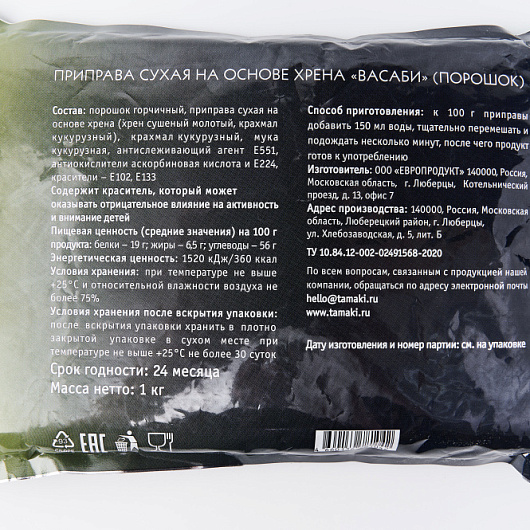 ПРИПРАВА СУХАЯ НА ОСНОВЕ ХРЕНА «ВАСАБИ» (ПОРОШОК)
Состав: порошок горчичный, приправа сухая на
основе хрена (хрен сушеный молотый, крахмал
кукурузный), крахмал кукурузный, мука
кукурузная, антислеживающий агент Е551,
антиокислители аскорбиновая кислота и Е224,
красители – Е102, Е133
Содержит краситель, который может
оказывать отрицательное влияние на активность
и внимание детей
Пищевая ценность (средние значения) на 100 г
продукта: белки – 19 г; жиры – 6,5 г; углеводы – 56 г
Энергетическая ценность: 1520 кДж/360 ккал
Условия хранения: при температуре не выше
+25°С и относительной влажности воздуха не
более 75%
Условия хранения после вскрытия упаковки:
после вскрытия упаковки хранить в плотно
закрытой упаковке в сухом месте при
температуре не выше +25°С не более 30 суток
Срок годности: 24 месяца
Масса нетто: 1 кг
Способ приготовления: к 100 г приправы
добавить 150 мл воды, тщательно перемешать и
подождать несколько минут, после чего продукт
готов к употреблению
Изготовитель: ООО «ЕВРОПРОДУКТ» 140000, Россия,
Московская область, г. Люберцы, Котельнический
проезд, д. 13, офис 7
Адрес производства: 140000, Россия, Московская
область, Люберецкий район, г. Люберцы,
ул. Хлебозаводская, д. 5, лит. Б
ТУ 10.84.12-002-02491568-2020
По всем вопросам, связанным с продукцией нашей
компании, обращаться по адресу электронной почты
hello@tamaki.ru
www.tamaki.ru
Дату изготовления и номер партии: см. на упаковке
EAC